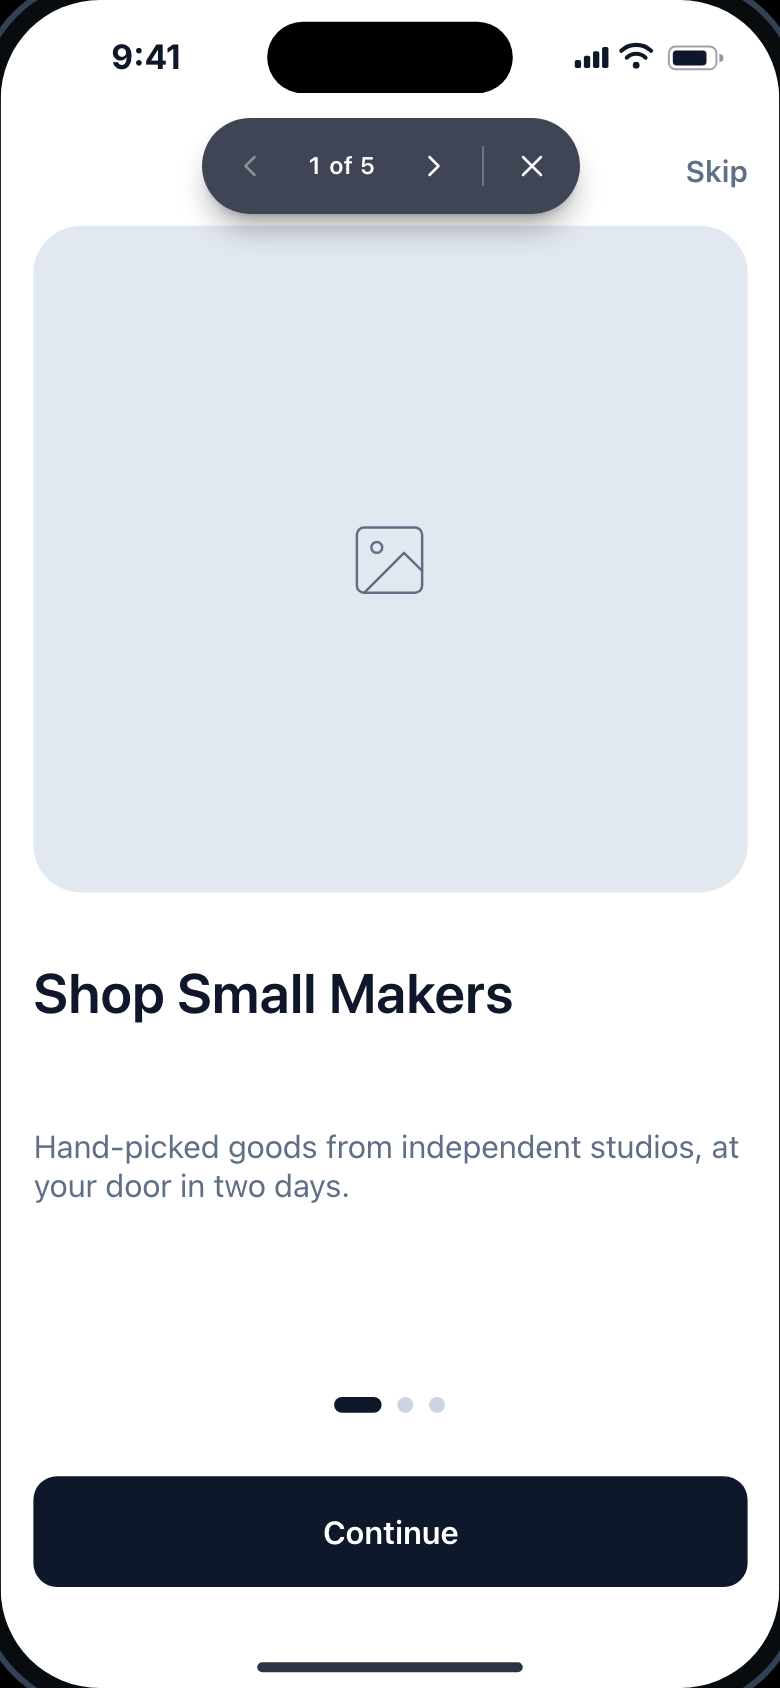 9:41
1 of 5
Skip
Shop Small Makers
Hand-picked goods from independent studios, at
your door in two days.
Continue